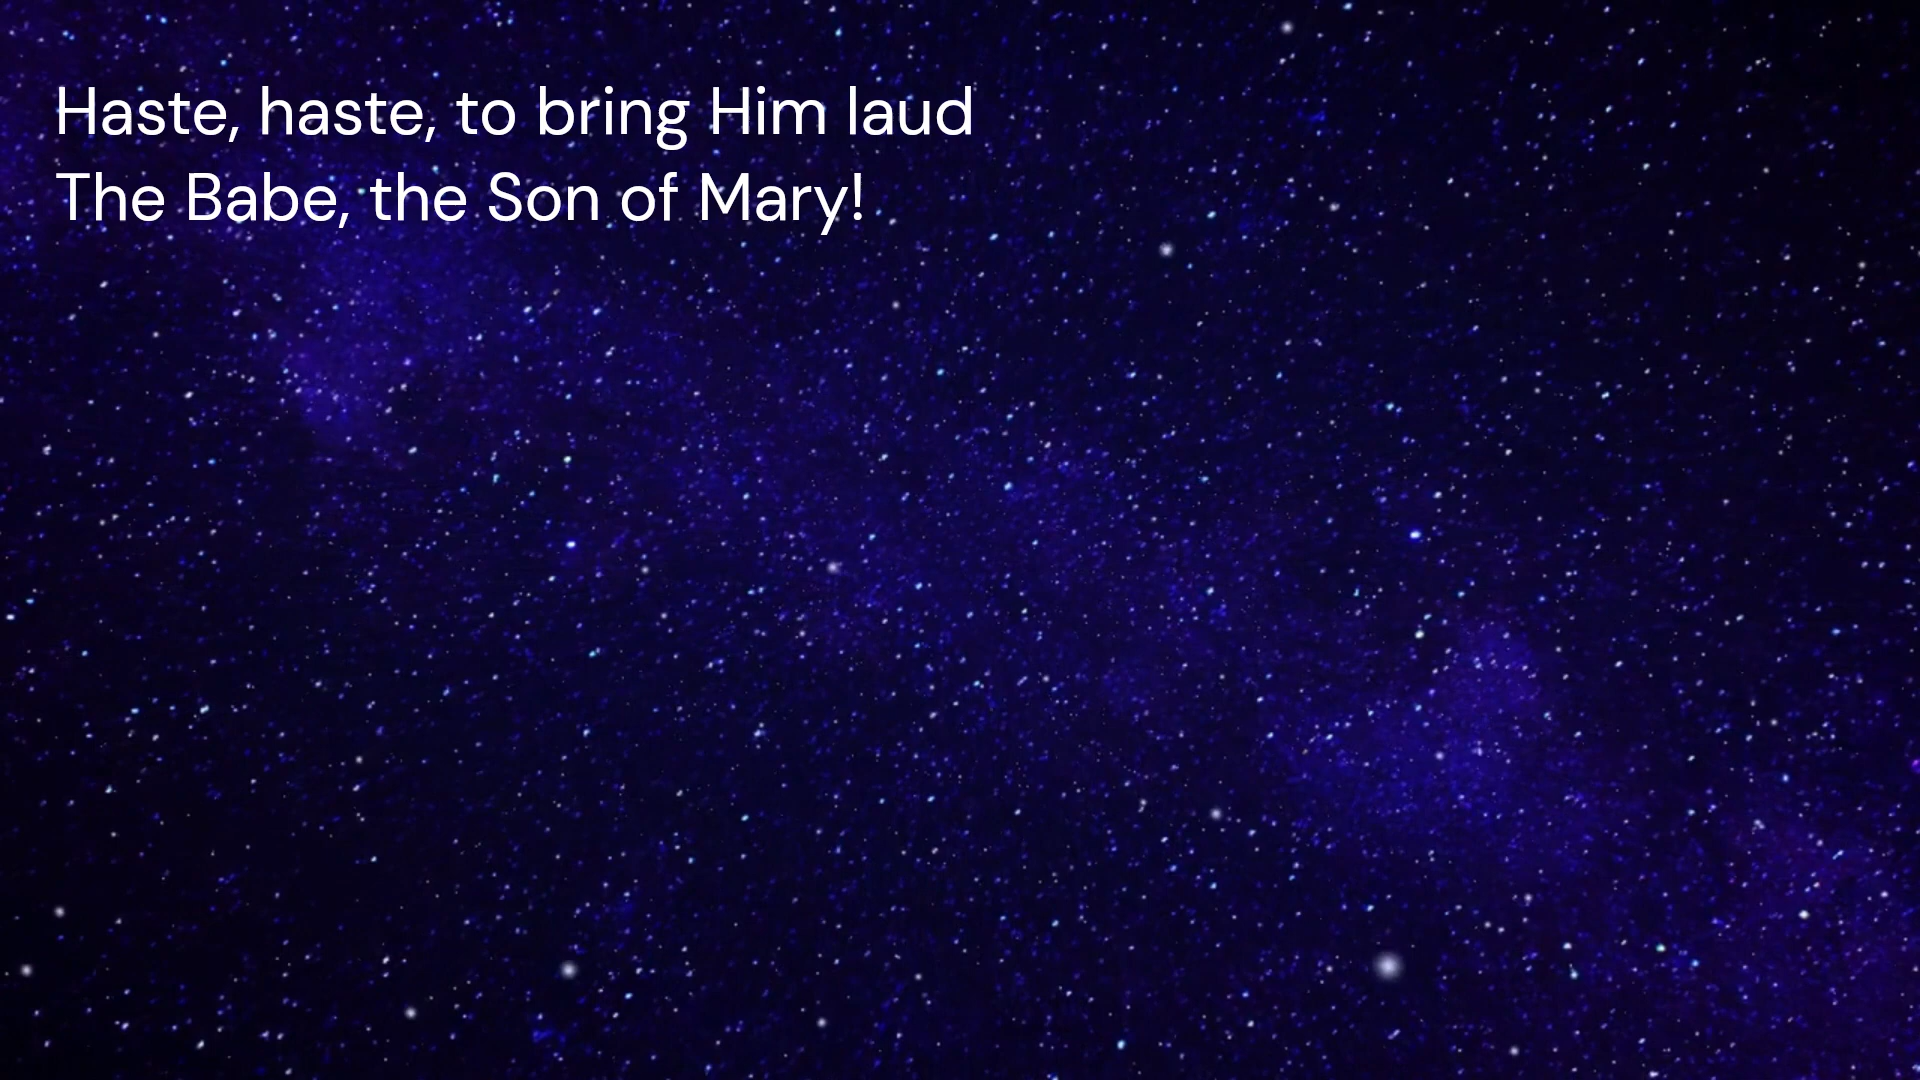 Haste, haste, to bring Him laud
The Babe, the Son of Mary!